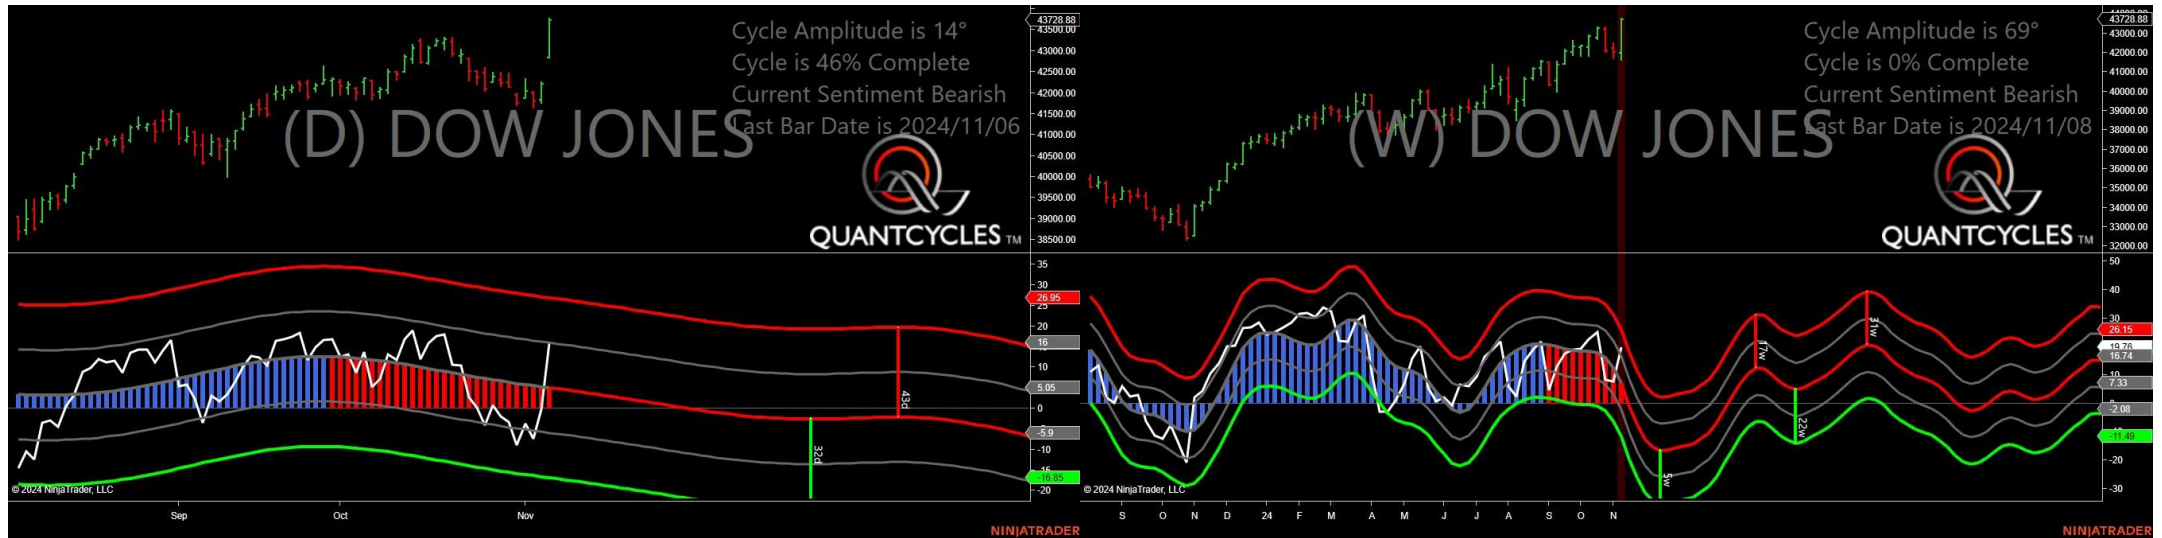 Cycle Amplitude is 14°
Cycle is 46% Complete
Current Sentiment Bearish
Last Bar Date is 2024/11/06
(D) DOW JONES
QUANTCYCLES TM
43728.88
43500.00
43000.00
42500.00
42000.00
41500.00
41000.00
40500.00
40000.00
39500.00
39000.00
38500.00
35
30
26.95
25
20
16
10
5.05
0
-5.9
-10
-15
-16.85
-20
43d
32d
© 2024 NinjaTrader, LLC
Sep
Oct
Nov
NINJATRADER
Cycle Amplitude is 69°
Cycle is 0% Complete
Current Sentiment Bearish
Last Bar Date is 2024/11/08
(W) DOW JONES
QUANTCYCLES TM
43728.88
43000.00
42000.00
41000.00
40000.00
39000.00
38000.00
37000.00
36000.00
35000.00
34000.00
33000.00
32000.00
50
40
30
26.15
19.76
16.74
10
7.33
-2.08
-11.49
-20
-30
17w
31w
22w
5w
© 2024 NinjaTrader, LLC
S O N D 24 F M A M J J A S O N
NINJATRADER